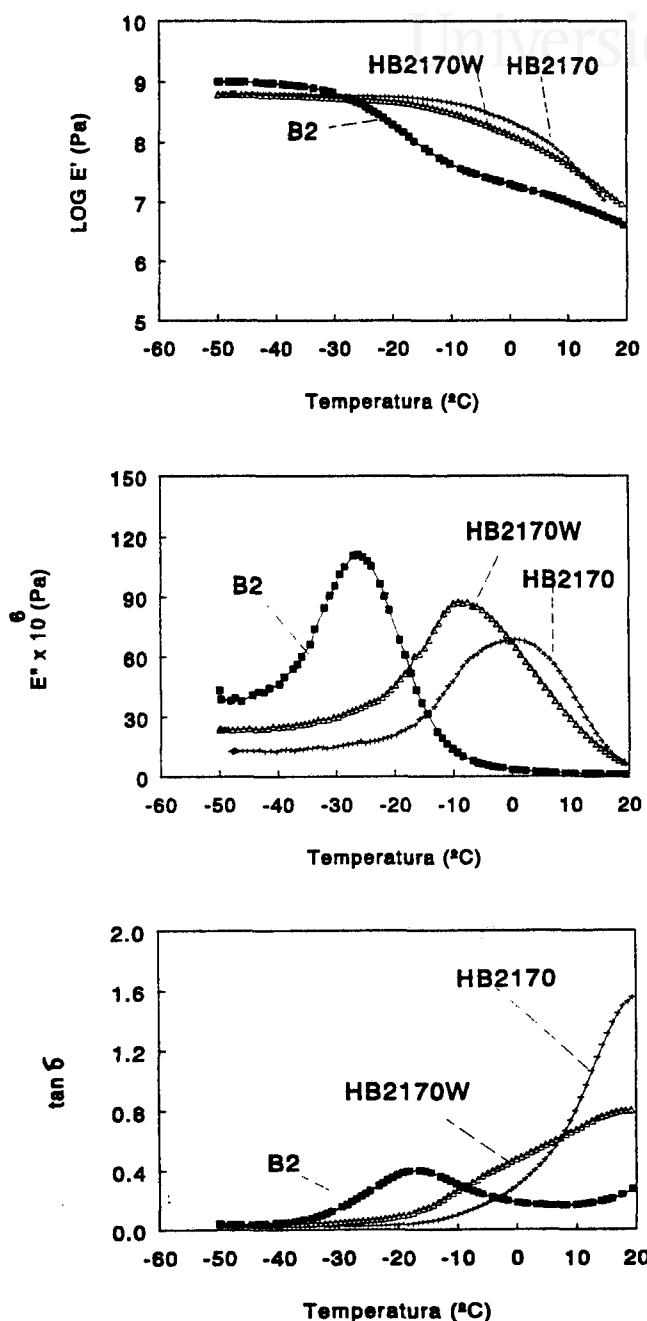 Universi
10
9
8
7
6
5
LOG E' (Pa)
HB2170W
HB2170
B2
-60 -50 -40 -30 -20 -10 0 10 20
Temperatura (ºC)
150
120
90
60
30
0
E" x 10⁶ (Pa)
B2
HB2170W
HB2170
-60 -50 -40 -30 -20 -10 0 10 20
Temperatura (ºC)
2.0
1.6
1.2
0.8
0.4
0.0
tan δ
HB2170
HB2170W
B2
-60 -50 -40 -30 -20 -10 0 10 20
Temperatura (ºC)